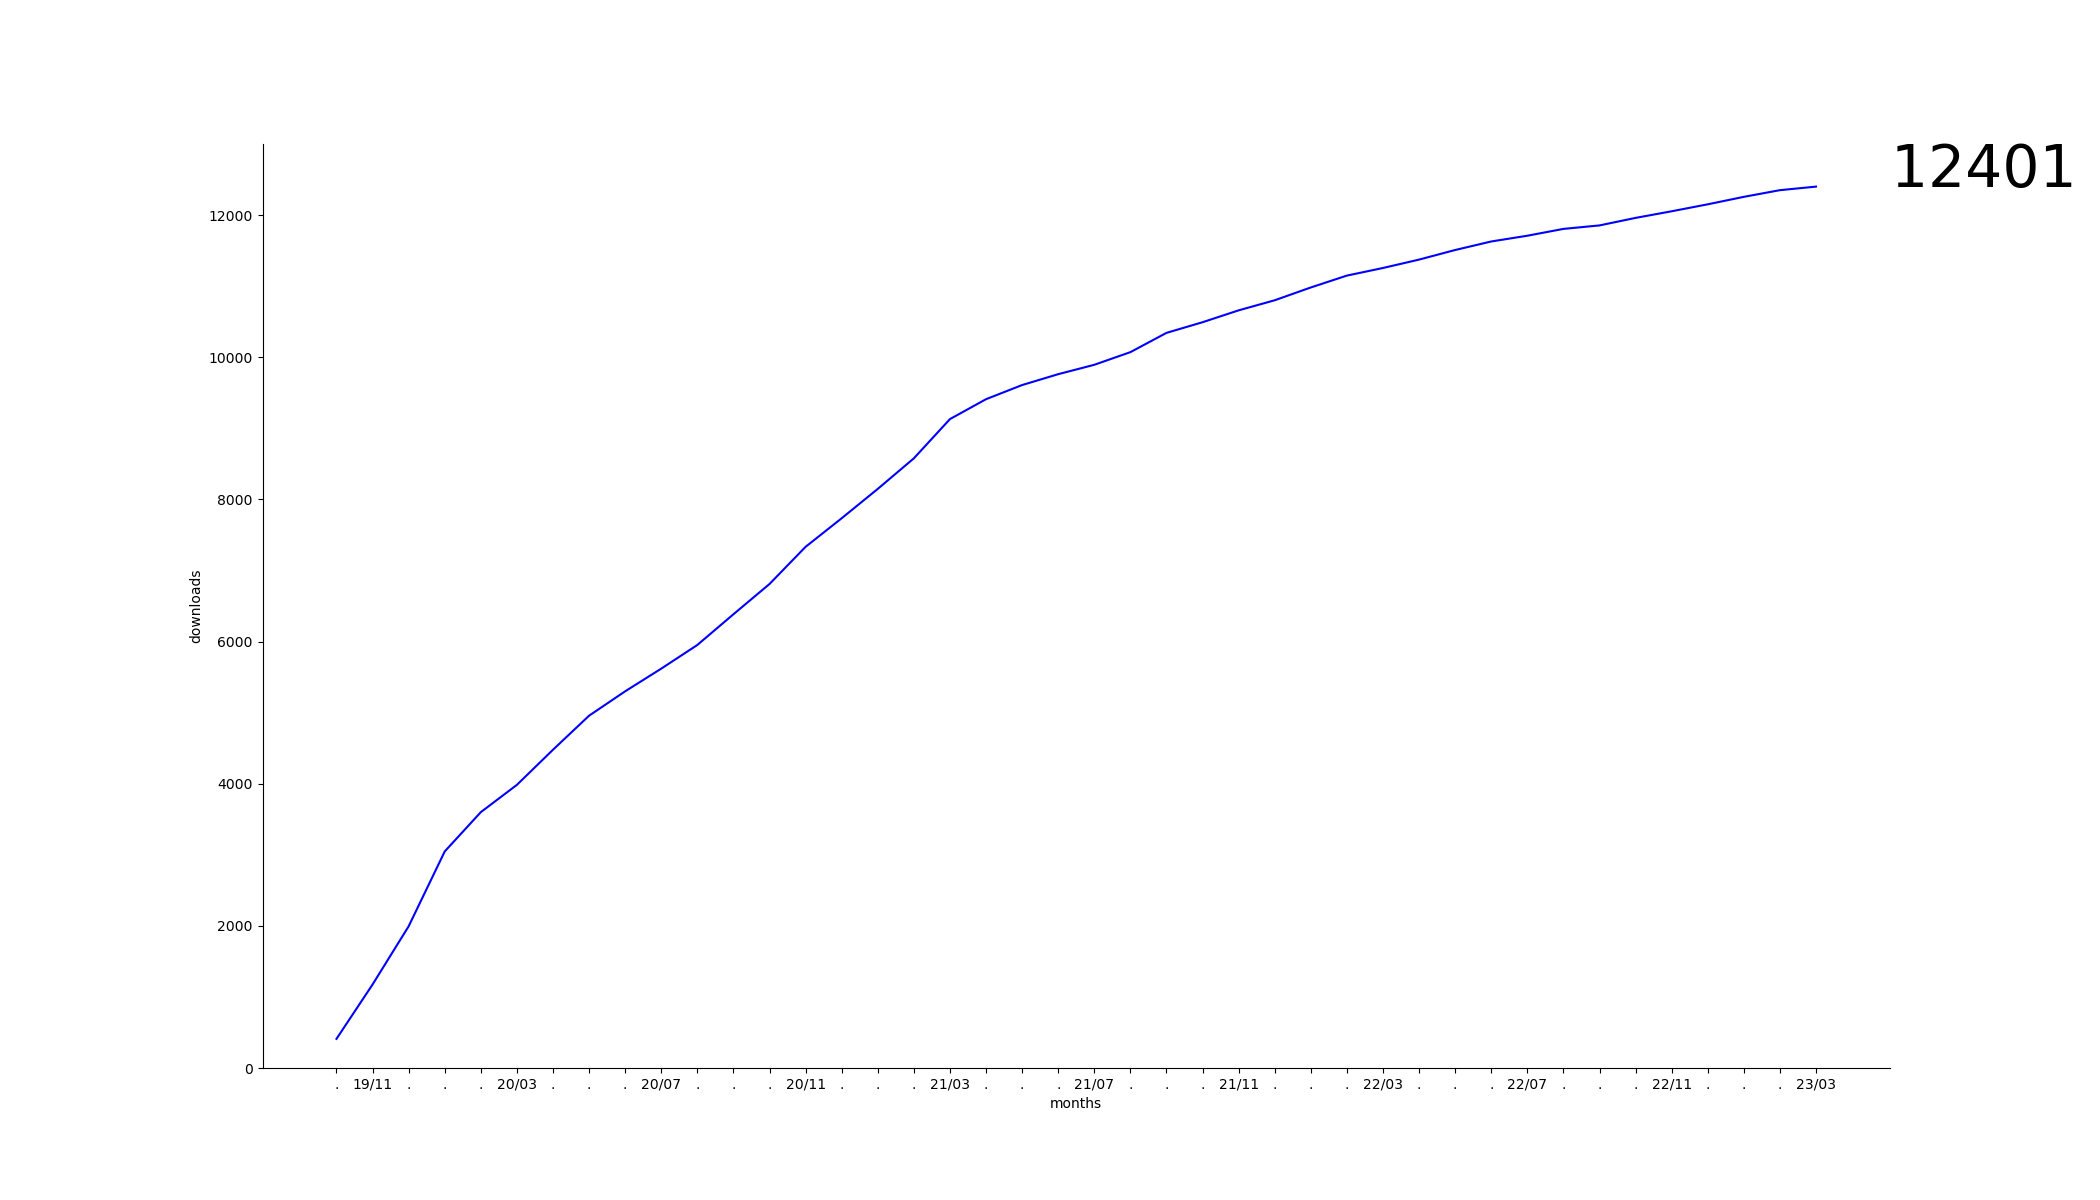 12401
12000
10000
8000
6000
4000
2000
0
downloads
. 19/11 . . . 20/03 . . . 20/07 . . . 20/11 . . . 21/03 . . . 21/07 . . . 21/11 . . . 22/03 . . . 22/07 . . . 22/11 . . . 23/03
months